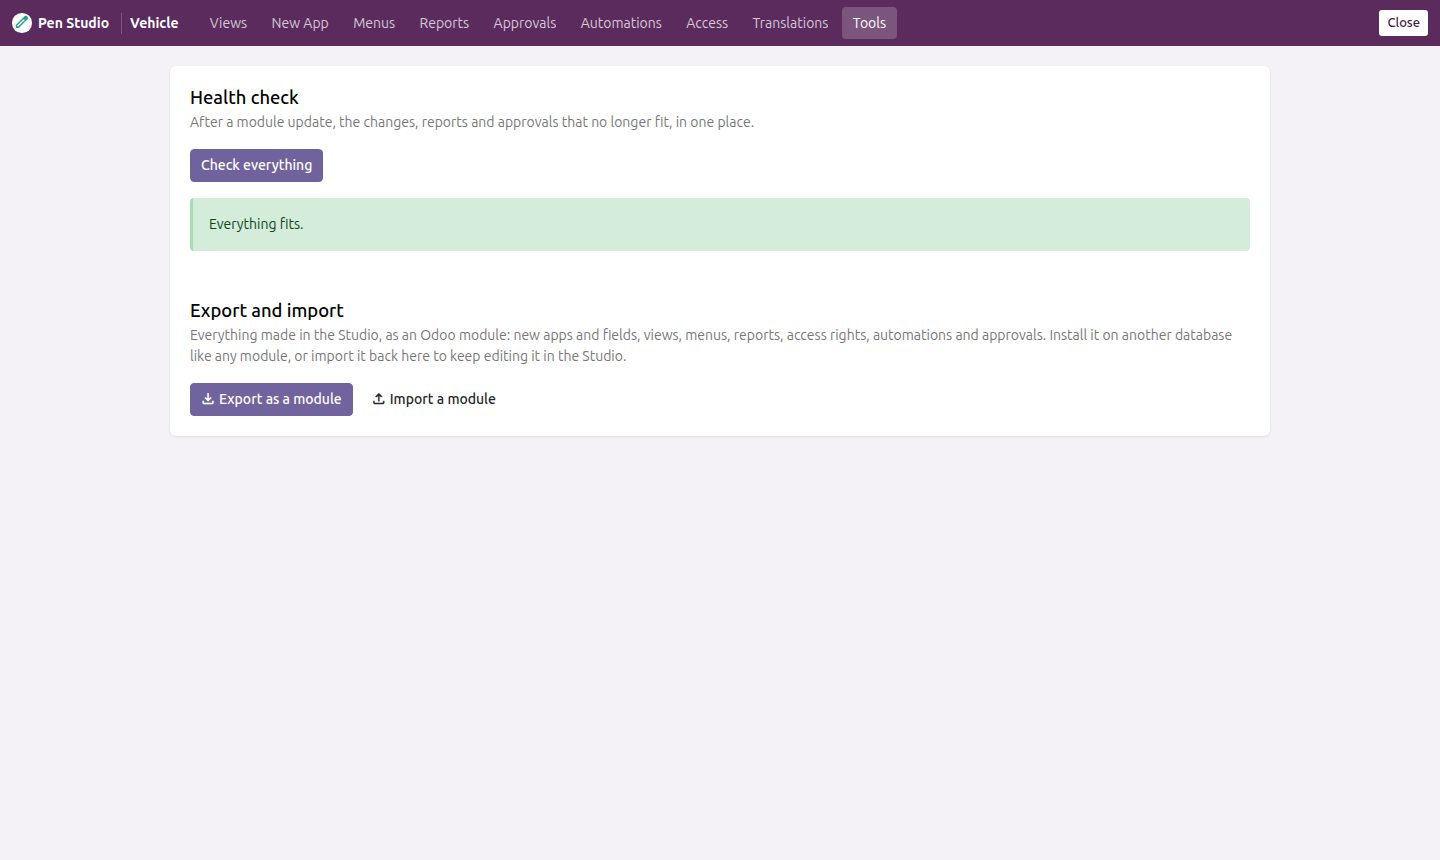 Pen Studio Vehicle Views New App Menus Reports Approvals Automations Access Translations Tools Close
Health check
After a module update, the changes, reports and approvals that no longer fit, in one place.
Check everything
Everything fits.
Export and import
Everything made in the Studio, as an Odoo module: new apps and fields, views, menus, reports, access rights, automations and approvals. Install it on another database
like any module, or import it back here to keep editing it in the Studio.
Export as a module Import a module